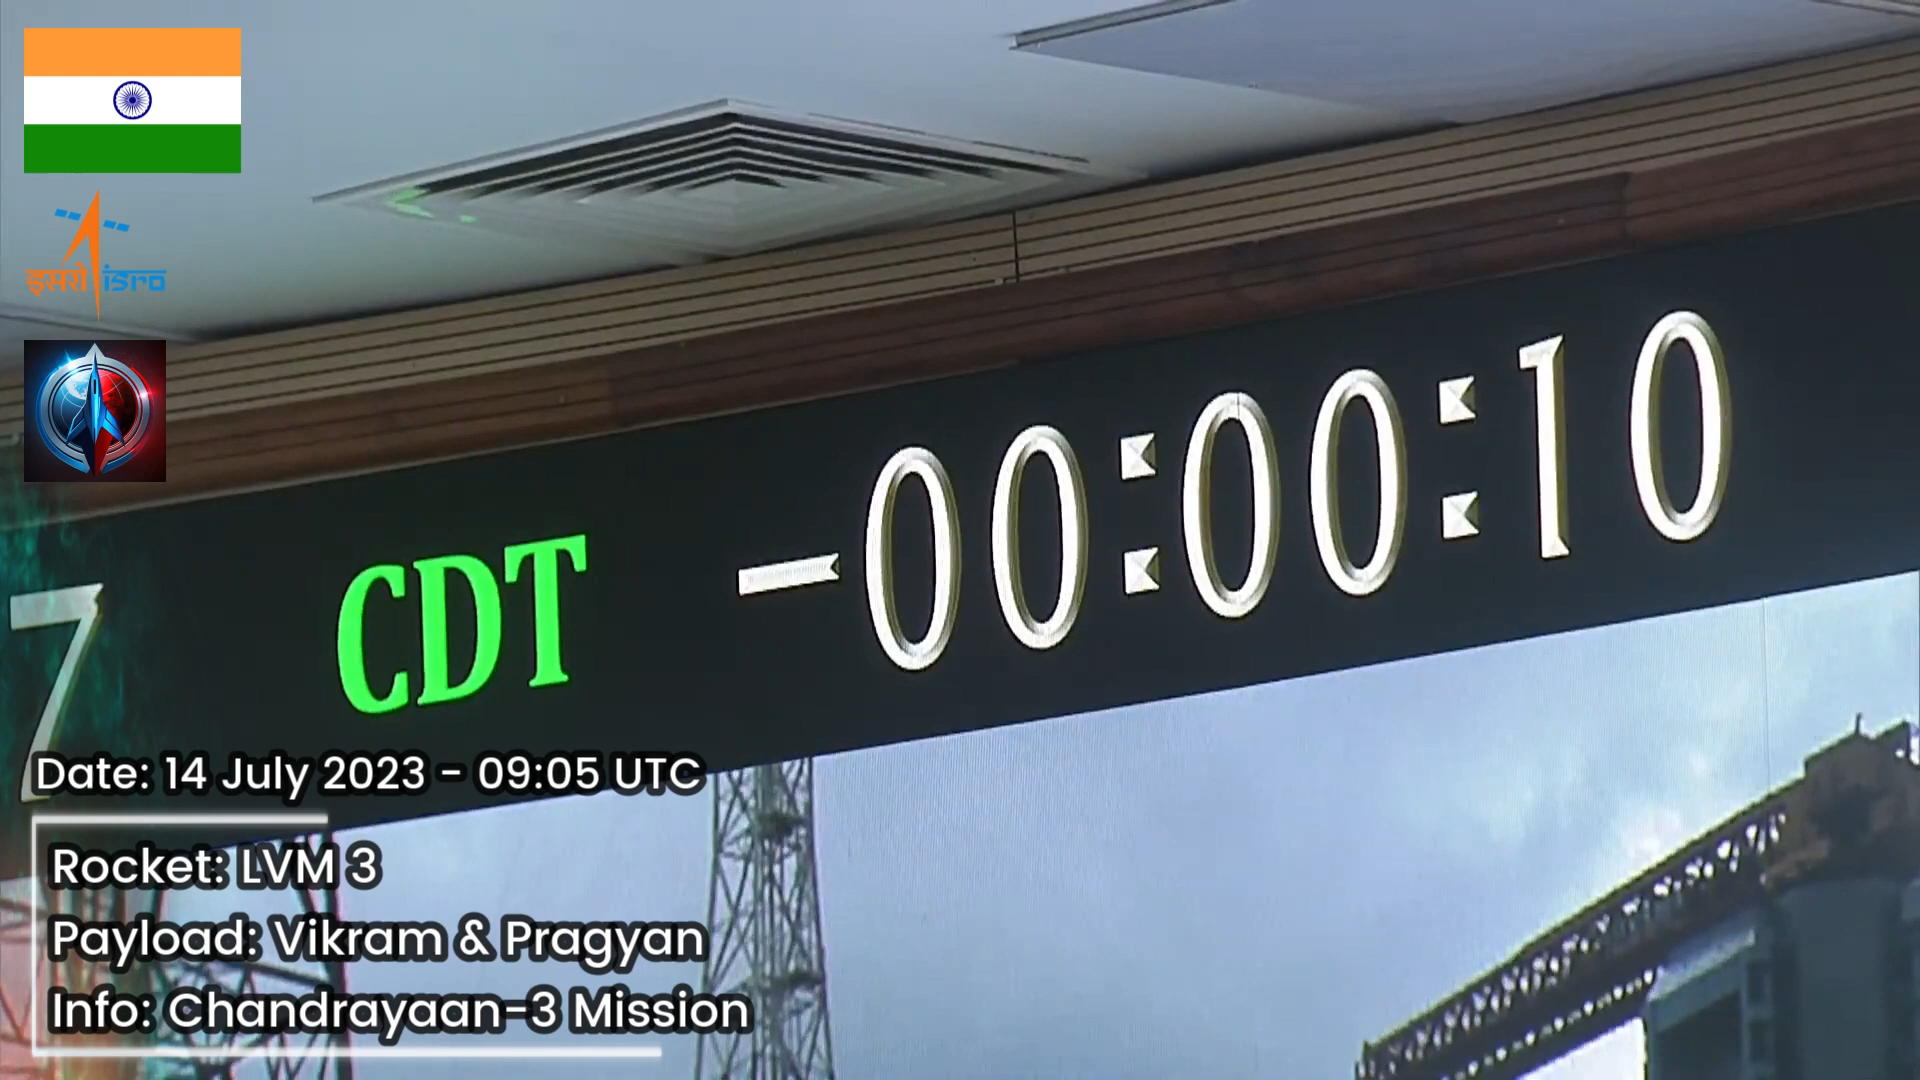 इसरो isro
7 CDT -00:00:10
Date: 14 July 2023 - 09:05 UTC
Rocket: LVM 3
Payload: Vikram & Pragyan
Info: Chandrayaan-3 Mission